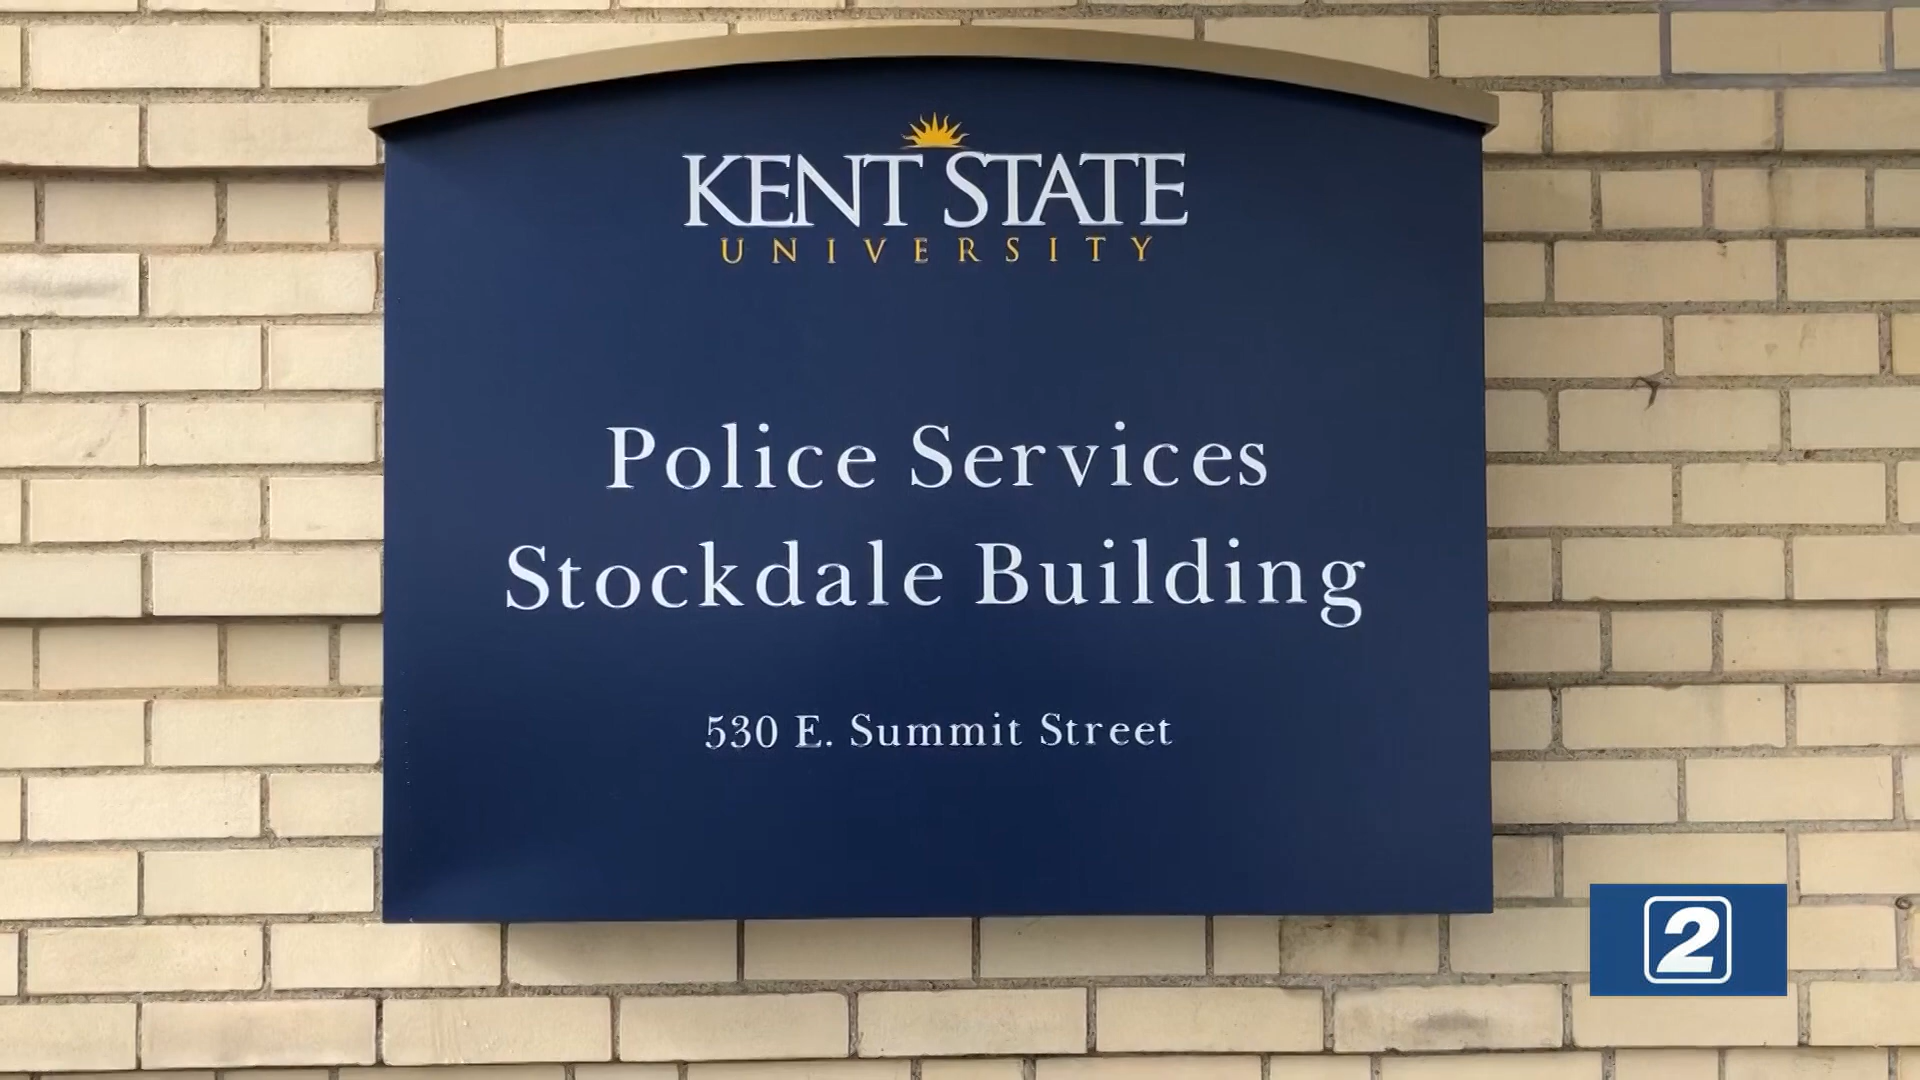 KENT STATE
UNIVERSITY
Police Services
Stockdale Building
530 E. Summit Street
2